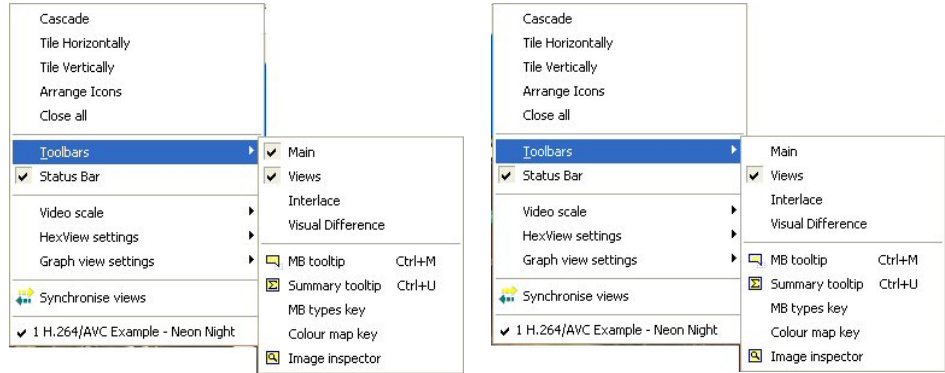 Cascade
Tile Horizontally
Tile Vertically
Arrange Icons
Close all
Toolbars
Status Bar
Video scale
HexView settings
Graph view settings
Synchronise views
1 H.264/AVC Example - Neon Night
Main
Views
Interlace
Visual Difference
MB tooltip Ctrl+M
Summary tooltip Ctrl+U
MB types key
Colour map key
Image inspector
Cascade
Tile Horizontally
Tile Vertically
Arrange Icons
Close all
Toolbars
Status Bar
Video scale
HexView settings
Graph view settings
Synchronise views
1 H.264/AVC Example - Neon Night
Main
Views
Interlace
Visual Difference
MB tooltip Ctrl+M
Summary tooltip Ctrl+U
MB types key
Colour map key
Image inspector